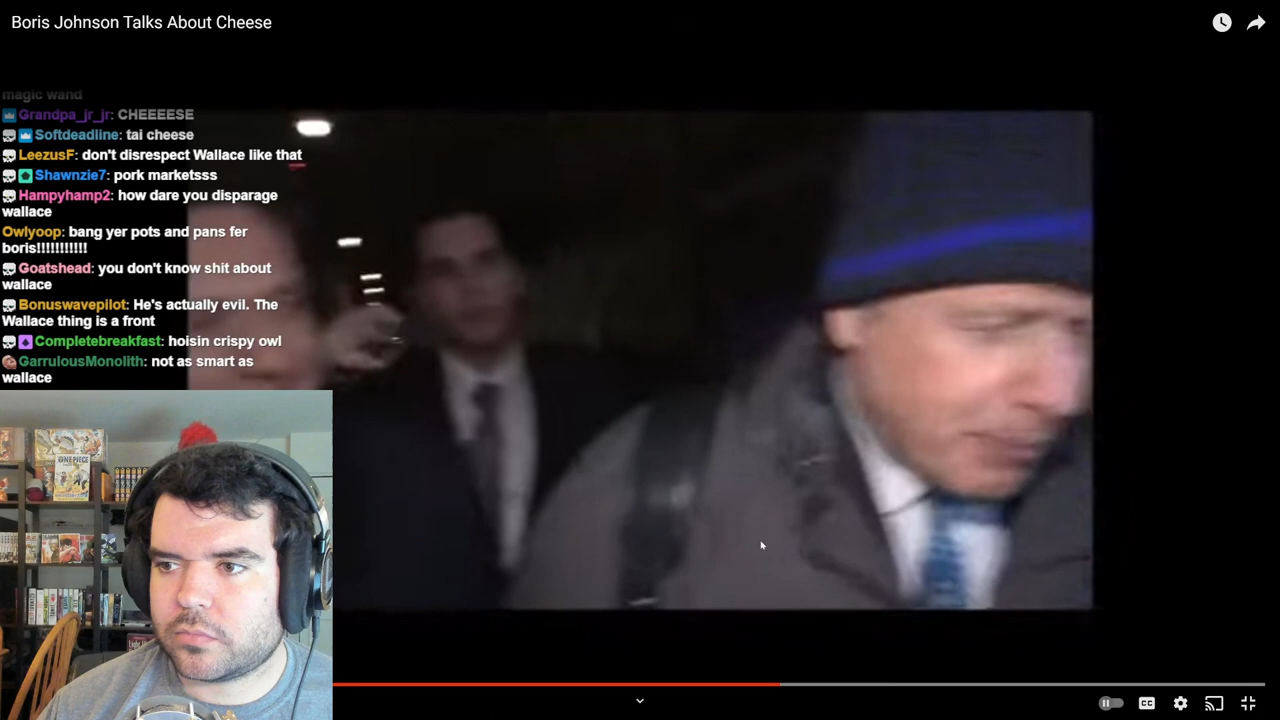 Boris Johnson Talks About Cheese
magic wand
Grandpa_jr_jr: CHEEEESE
Softdeadline: tai cheese
LeezusF: don't disrespect Wallace like that
Shawnzie7: pork marketsss
Hampyhamp2: how dare you disparage
wallace
Owlyoop: bang yer pots and pans fer
boris!!!!!!!!!!!
Goatshead: you don't know shit about
wallace
Bonuswavepilot: He's actually evil. The
Wallace thing is a front
Completebreakfast: hoisin crispy owl
GarrulousMonolith: not as smart as
wallace
ONE PIECE
CC